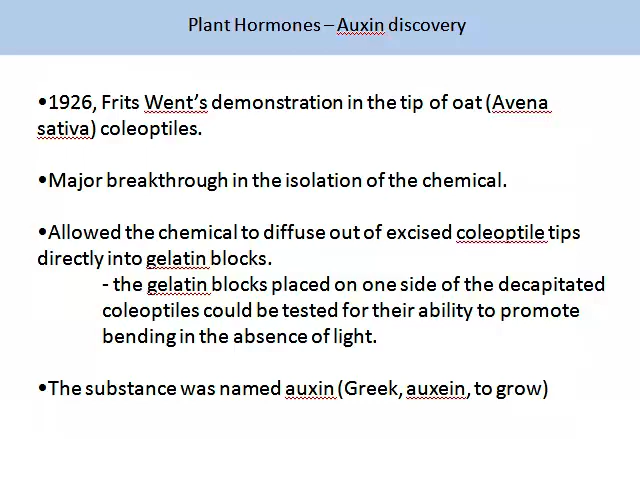 Plant Hormones – Auxin discovery
•1926, Frits Went's demonstration in the tip of oat (Avena
sativa) coleoptiles.
•Major breakthrough in the isolation of the chemical.
•Allowed the chemical to diffuse out of excised coleoptile tips
directly into gelatin blocks.
- the gelatin blocks placed on one side of the decapitated
coleoptiles could be tested for their ability to promote
bending in the absence of light.
•The substance was named auxin (Greek, auxein, to grow)